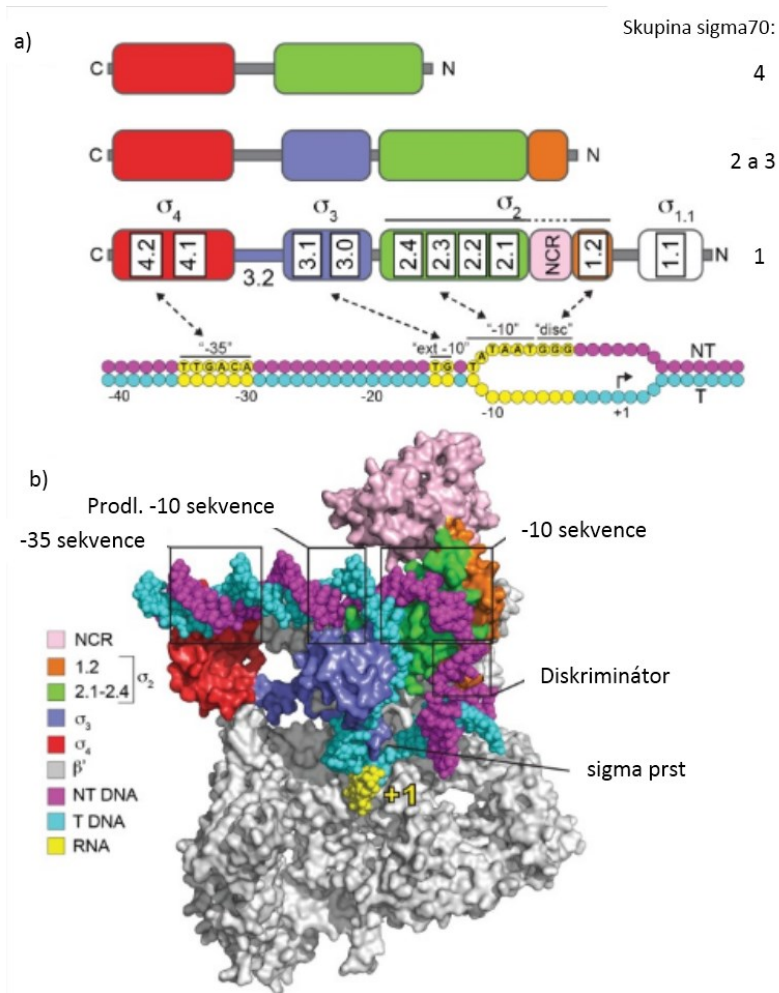 a)
Skupina sigma70:
C N 4
C N 2 a 3
σ4 σ3 σ2 σ1.1
C 4.2 4.1 3.1 3.0 2.4 2.3 2.2 2.1 NCR 1.2 1.1 N 1
3.2
"-35" "ext -10" "-10" "disc"
TTGACA TG TATAATGGG NT
-40 -30 -20 -10 +1 T
b)
Prodl. -10 sekvence
-35 sekvence -10 sekvence
NCR
1.2
2.1-2.4 σ2
σ3
σ4
β'
NT DNA
T DNA
RNA
Diskriminátor
sigma prst
+1